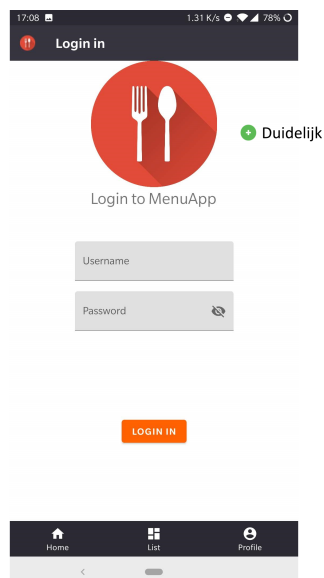 17:08 1.31 K/s 78%
Login in
Duidelijk
Login to MenuApp
Username
Password
LOGIN IN
Home List Profile